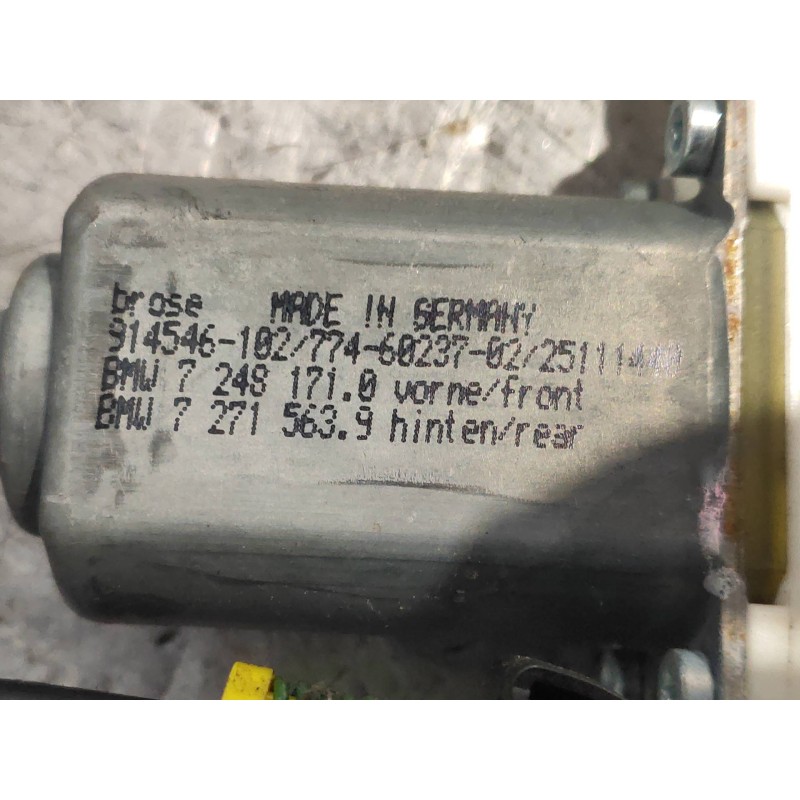 brose MADE IN GERMANY
914546-102/774-60237-02/25111440
BMW 7 248 171.0 vorne/front
BMW 7 271 563.9 hinten/rear